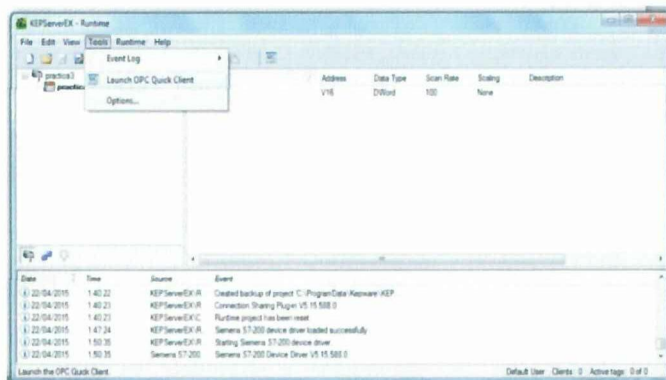 KEPServerEX - Runtime
File Edit View Tools Runtime Help
Event Log
Launch OPC Quick Client
Options...
practica3
practica
Address Data Type Scan Rate Scaling Description
V16 DWord 100 None
Date Time Source Event
22/04/2015 1:40:22 KEPServerEX\R Created backup of project 'C:\ProgramData\Kepware\KEP
22/04/2015 1:40:23 KEPServerEX\R Connection Sharing Plug-in V5.15.588.0
22/04/2015 1:40:23 KEPServerEX\C Runtime project has been reset
22/04/2015 1:47:24 KEPServerEX\R Siemens S7-200 device driver loaded successfully
22/04/2015 1:50:35 KEPServerEX\R Starting Siemens S7-200 device driver
22/04/2015 1:50:35 Siemens S7-200 Siemens S7-200 Device Driver V5.15.588.0
Launch the OPC Quick Client. Default User Clients: 0 Active tags: 0 of 0